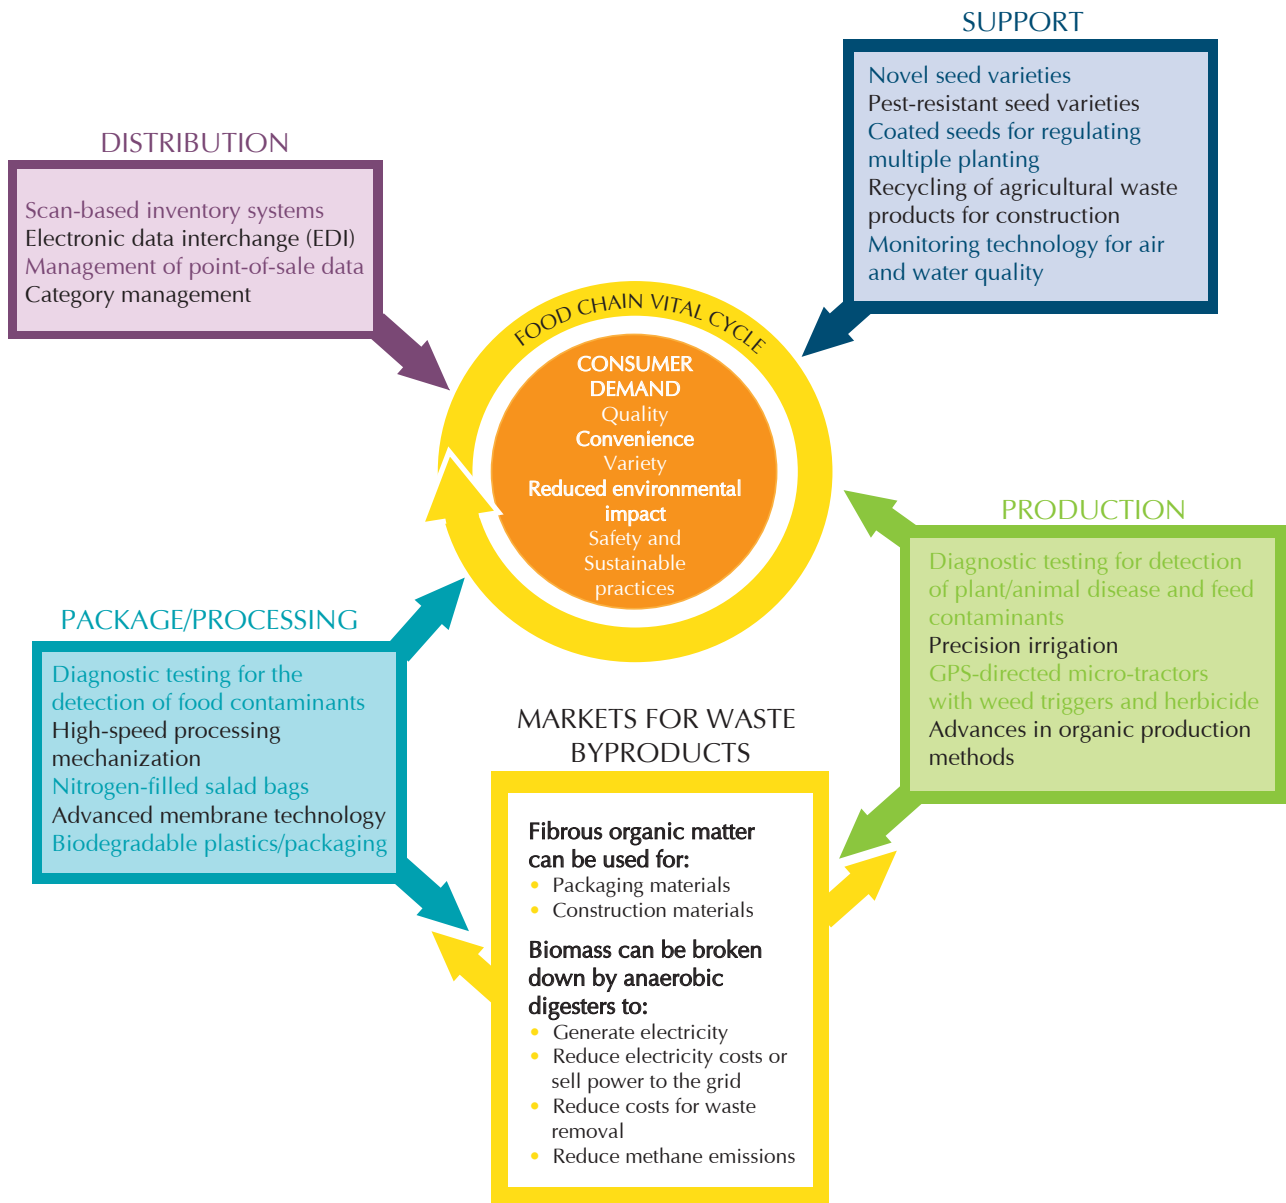 SUPPORT
Novel seed varieties
Pest-resistant seed varieties
Coated seeds for regulating
multiple planting
Recycling of agricultural waste
products for construction
Monitoring technology for air
and water quality
DISTRIBUTION
Scan-based inventory systems
Electronic data interchange (EDI)
Management of point-of-sale data
Category management
FOOD CHAIN VITAL CYCLE
CONSUMER
DEMAND
Quality
Convenience
Variety
Reduced environmental
impact
Safety and
Sustainable
practices
PRODUCTION
Diagnostic testing for detection
of plant/animal disease and feed
contaminants
Precision irrigation
GPS-directed micro-tractors
with weed triggers and herbicide
Advances in organic production
methods
PACKAGE/PROCESSING
Diagnostic testing for the
detection of food contaminants
High-speed processing
mechanization
Nitrogen-filled salad bags
Advanced membrane technology
Biodegradable plastics/packaging
MARKETS FOR WASTE
BYPRODUCTS
Fibrous organic matter
can be used for:
• Packaging materials
• Construction materials
Biomass can be broken
down by anaerobic
digesters to:
• Generate electricity
• Reduce electricity costs or
sell power to the grid
• Reduce costs for waste
removal
• Reduce methane emissions